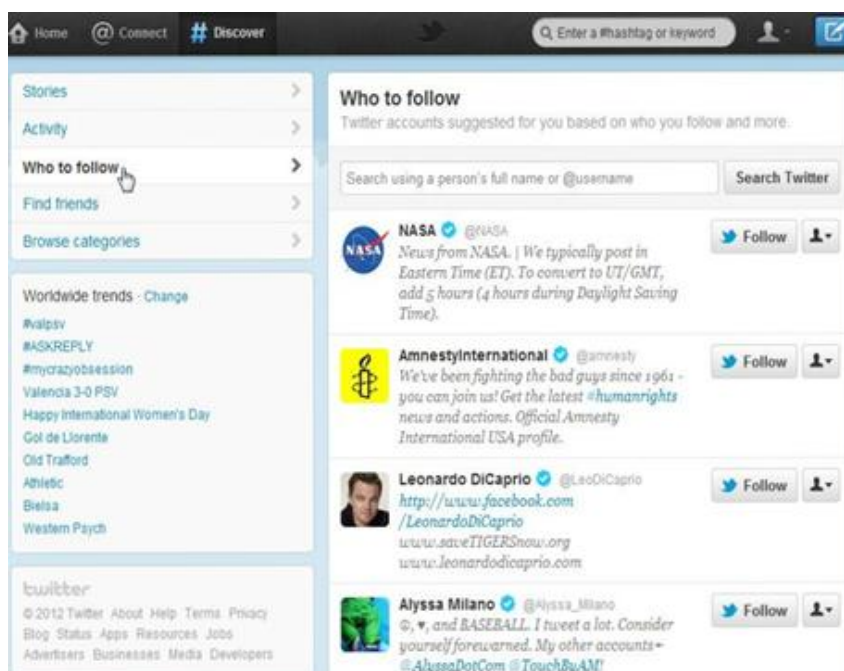 Home @ Connect # Discover
Enter a #hashtag or keyword
Stories
Activity
Who to follow
Find friends
Browse categories
Worldwide trends · Change
#valpsv
#ASKREPLY
#mycrazyobsession
Valencia 3-0 PSV
Happy International Women's Day
Gol de Llorente
Old Trafford
Athletic
Bielsa
Western Psych
twitter
© 2012 Twitter About Help Terms Privacy
Blog Status Apps Resources Jobs
Advertisers Businesses Media Developers
Who to follow
Twitter accounts suggested for you based on who you follow and more.
Search using a person's full name or @username
Search Twitter
NASA
NASA @NASA
News from NASA. | We typically post in
Eastern Time (ET). To convert to UT/GMT,
add 5 hours (4 hours during Daylight Saving
Time).
Follow
AmnestyInternational @amnesty
We've been fighting the bad guys since 1961 -
you can join us! Get the latest #humanrights
news and actions. Official Amnesty
International USA profile.
Follow
Leonardo DiCaprio @LeoDiCaprio
http://www.facebook.com
/LeonardoDiCaprio
www.saveTIGERSnow.org
www.leonardodicaprio.com
Follow
Alyssa Milano @Alyssa_Milano
☮, ♥, and BASEBALL. I tweet a lot. Consider
yourself forewarned. My other accounts←
@AlyssaDotCom @TouchByAM!
Follow